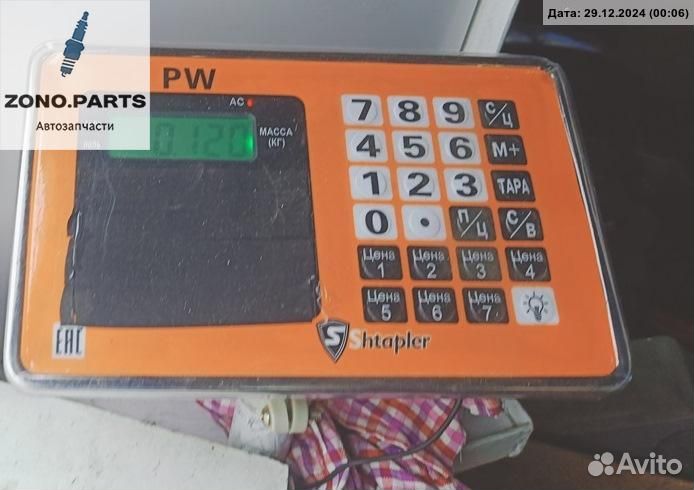 Дата: 29.12.2024 (00:06)
ZONO.PARTS
Автозапчасти
PW
AC
0.120
МАССА
(КГ)
7 8 9 С/Ц
4 5 6 М+
1 2 3 ТАРА
0 • П/Ц С/В
Цена 1 Цена 2 Цена 3 Цена 4
Цена 5 Цена 6 Цена 7
EAC
Shtapler
Avito